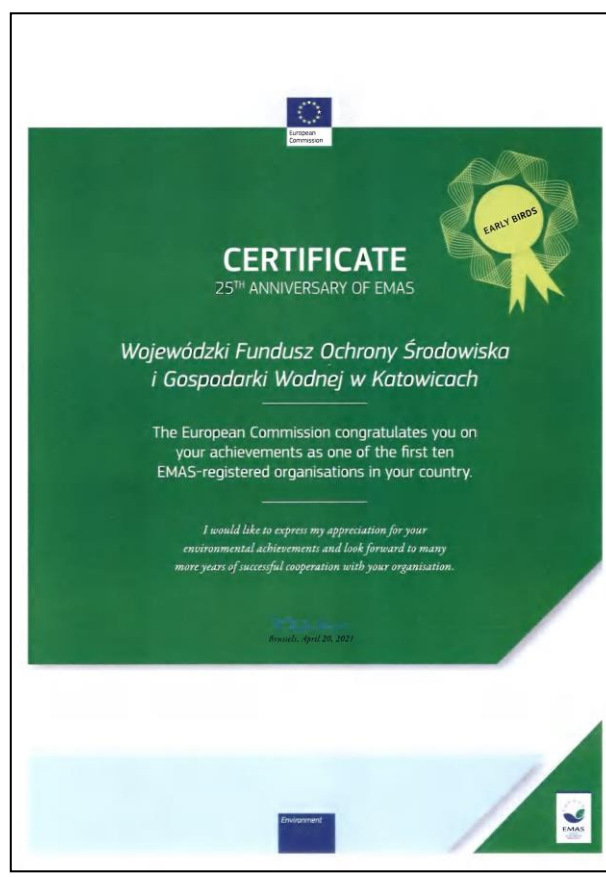 European
Commission
EARLY BIRDS
CERTIFICATE
25TH ANNIVERSARY OF EMAS
Wojewódzki Fundusz Ochrony Środowiska
i Gospodarki Wodnej w Katowicach
The European Commission congratulates you on
your achievements as one of the first ten
EMAS-registered organisations in your country.
I would like to express my appreciation for your
environmental achievements and look forward to many
more years of successful cooperation with your organisation.
Brussels, April 20, 2021
Environment
EMAS